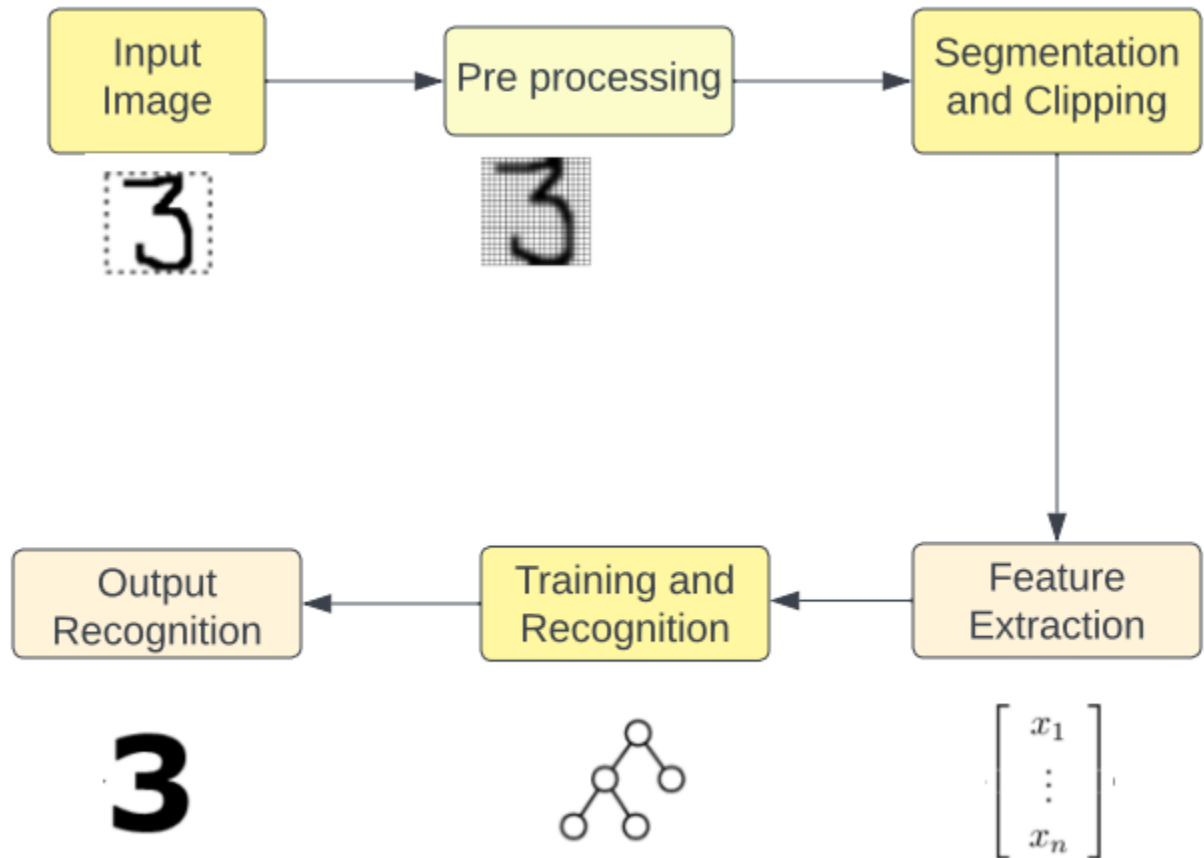 Input
Image
Pre processing
Segmentation
and Clipping
3
3
Output
Recognition
Training and
Recognition
Feature
Extraction
3
x₁
⋮
xₙ